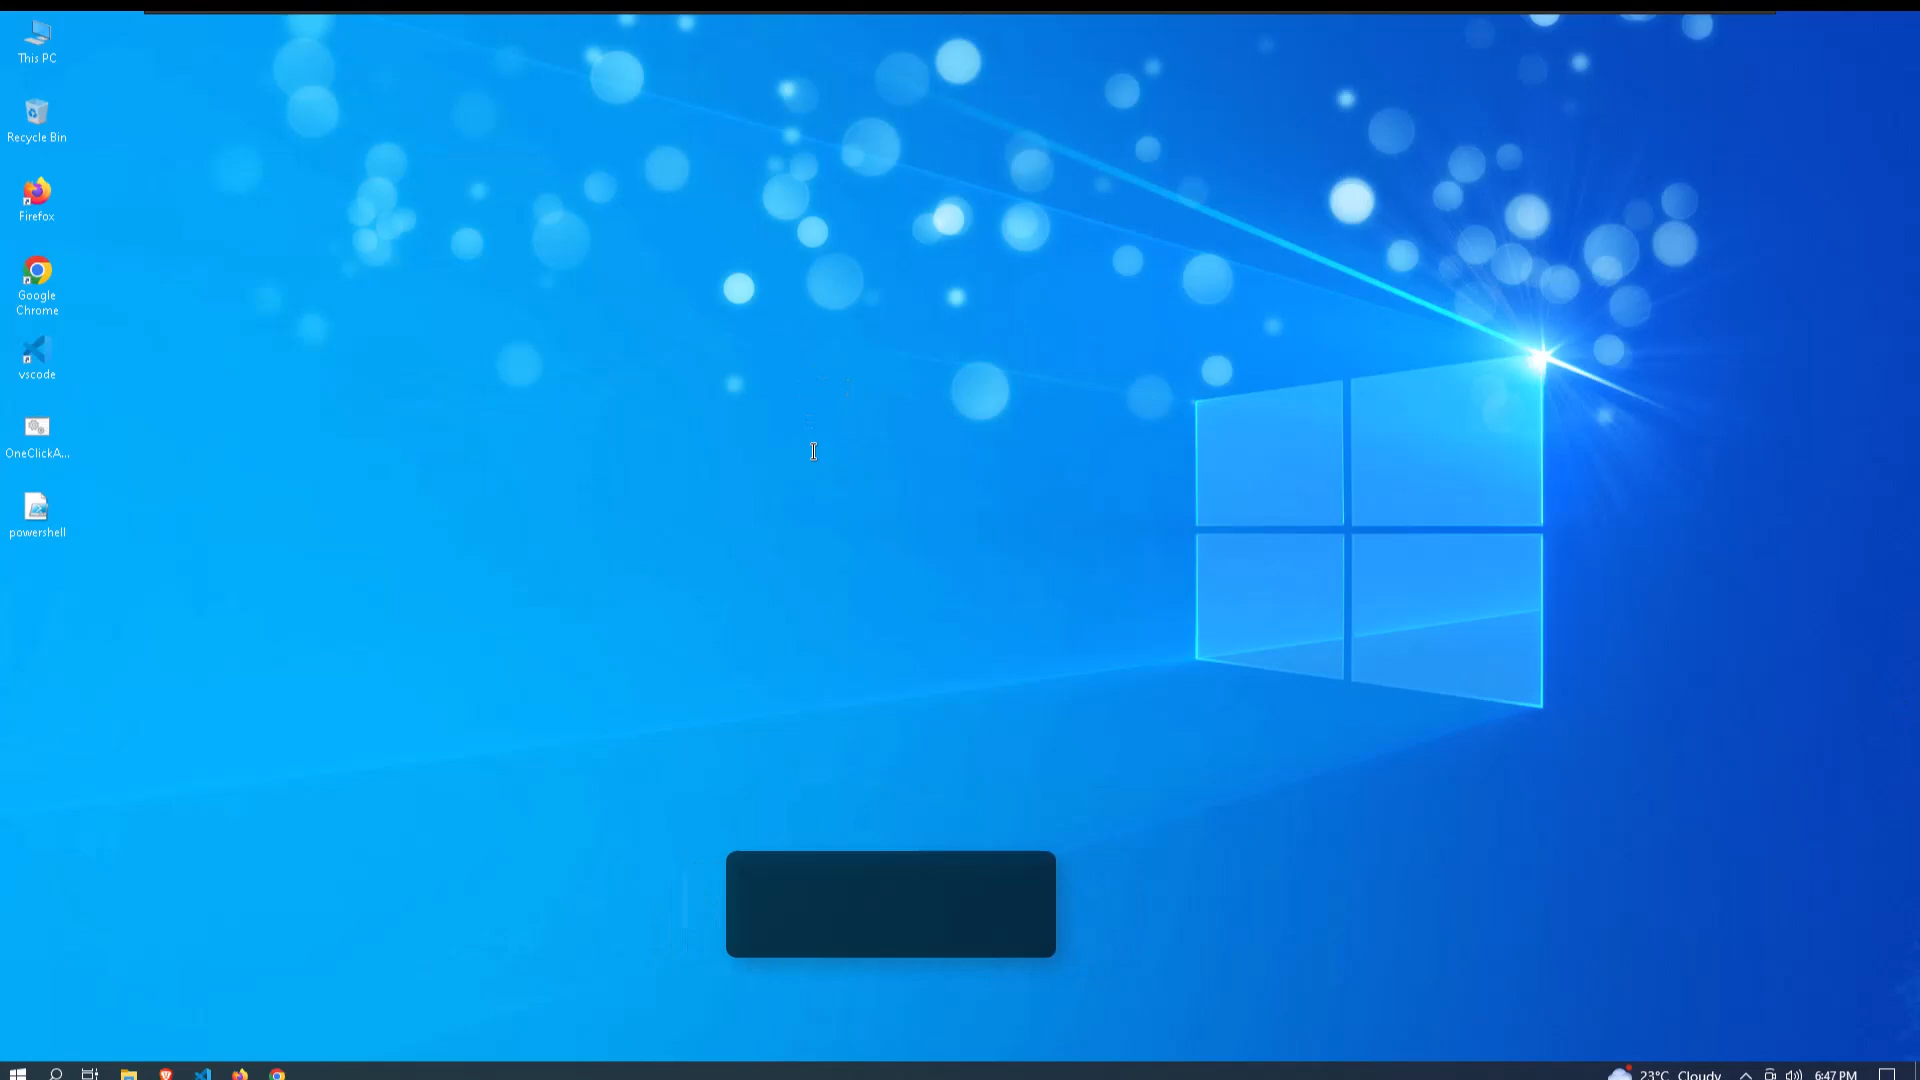 This PC
Recycle Bin
Firefox
Google
Chrome
vscode
OneClickA...
powershell
23°C Cloudy
6:47 PM